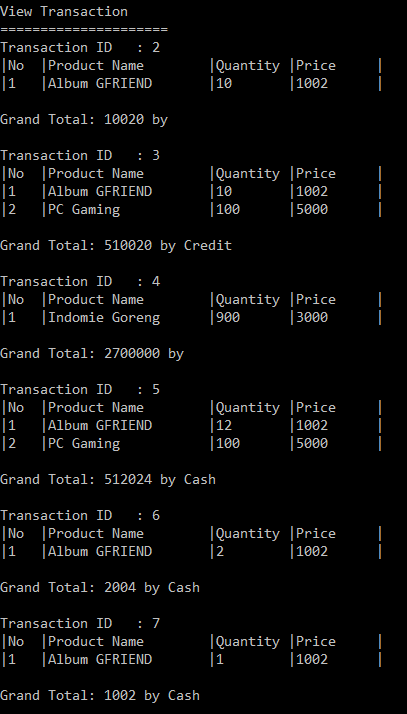 View Transaction
=====================
Transaction ID   : 2
|No  |Product Name        |Quantity |Price     |
|1   |Album GFRIEND       |10       |1002      |
Grand Total: 10020 by
Transaction ID   : 3
|No  |Product Name        |Quantity |Price     |
|1   |Album GFRIEND       |10       |1002      |
|2   |PC Gaming           |100      |5000      |
Grand Total: 510020 by Credit
Transaction ID   : 4
|No  |Product Name        |Quantity |Price     |
|1   |Indomie Goreng      |900      |3000      |
Grand Total: 2700000 by
Transaction ID   : 5
|No  |Product Name        |Quantity |Price     |
|1   |Album GFRIEND       |12       |1002      |
|2   |PC Gaming           |100      |5000      |
Grand Total: 512024 by Cash
Transaction ID   : 6
|No  |Product Name        |Quantity |Price     |
|1   |Album GFRIEND       |2        |1002      |
Grand Total: 2004 by Cash
Transaction ID   : 7
|No  |Product Name        |Quantity |Price     |
|1   |Album GFRIEND       |1        |1002      |
Grand Total: 1002 by Cash